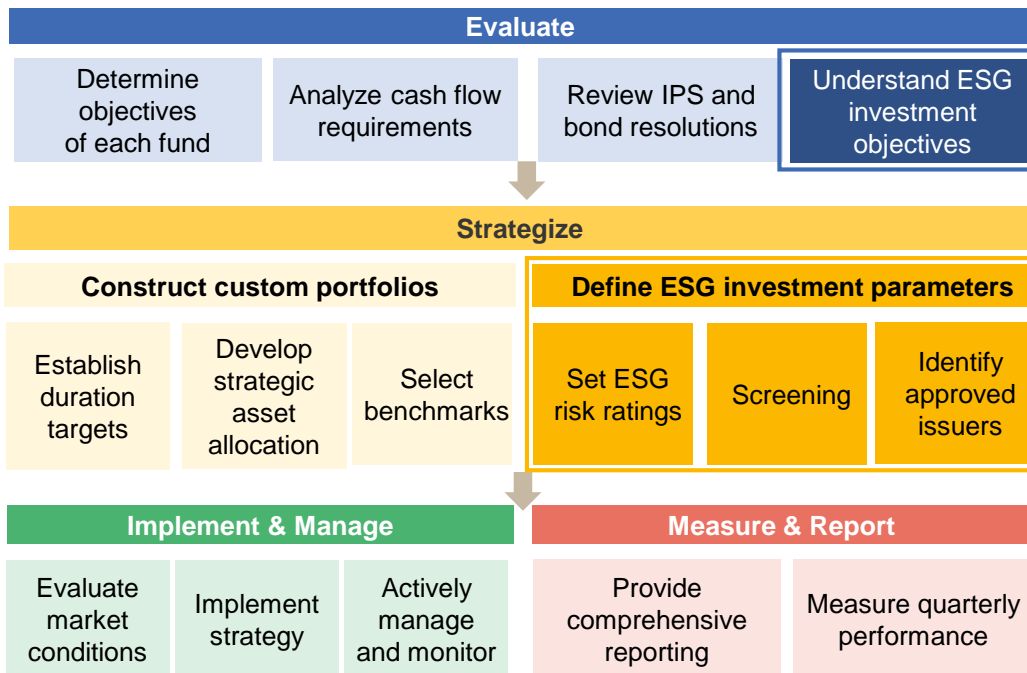 Evaluate
Determine
objectives
of each fund
Analyze cash flow
requirements
Review IPS and
bond resolutions
Understand ESG
investment
objectives
Strategize
Construct custom portfolios
Establish
duration
targets
Develop
strategic
asset
allocation
Select
benchmarks
Define ESG investment parameters
Set ESG
risk ratings
Screening
Identify
approved
issuers
Implement & Manage
Evaluate
market
conditions
Implement
strategy
Actively
manage
and monitor
Measure & Report
Provide
comprehensive
reporting
Measure quarterly
performance